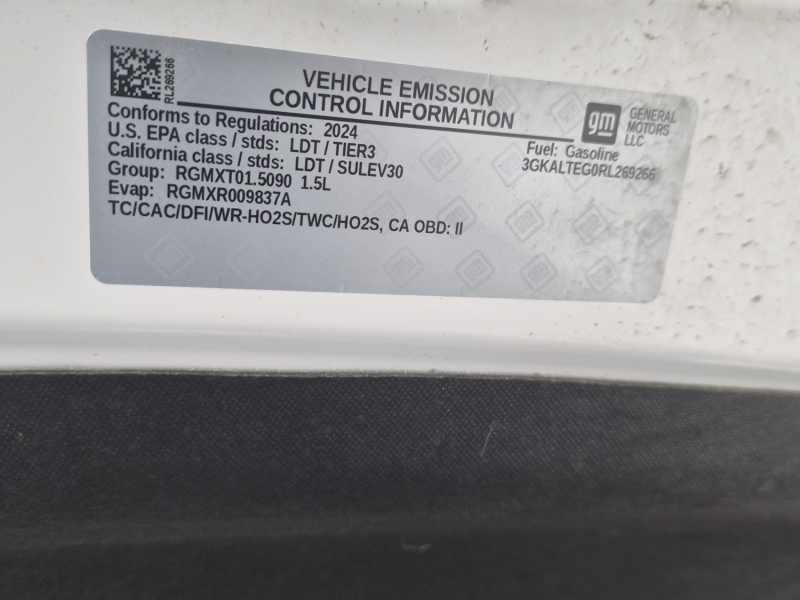 RL269266
VEHICLE EMISSION
CONTROL INFORMATION
gm
GENERAL
MOTORS
LLC
Conforms to Regulations: 2024
U.S. EPA class / stds: LDT / TIER3
California class / stds: LDT / SULEV30
Group: RGMXT01.5090 1.5L
Evap: RGMXR009837A
TC/CAC/DFI/WR-HO2S/TWC/HO2S, CA OBD: II
Fuel: Gasoline
3GKALTEG0RL269266